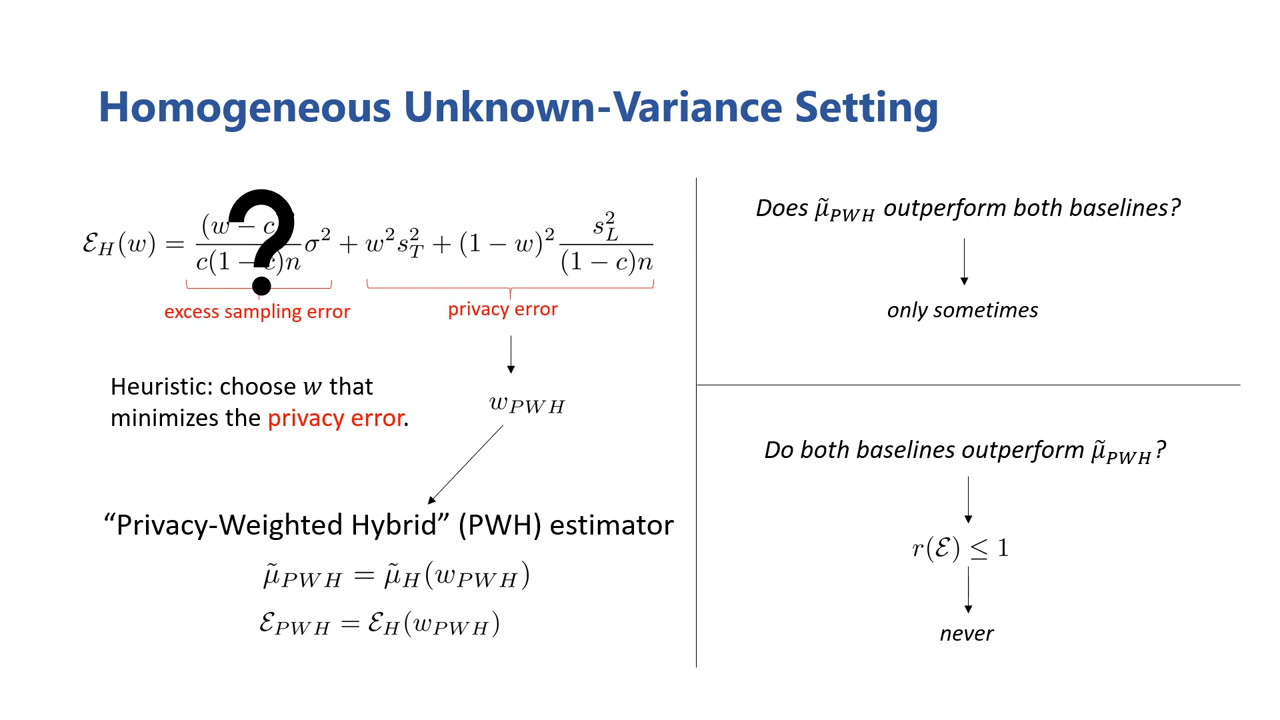 Homogeneous Unknown-Variance Setting
ℰ_H(w) = (w − c)/(c(1 − c)n) σ² + w²s_T² + (1 − w)² s_L²/((1 − c)n)
?
excess sampling error
privacy error
Heuristic: choose w that
minimizes the privacy error.
w_PWH
“Privacy-Weighted Hybrid” (PWH) estimator
μ̃_PWH = μ̃_H(w_PWH)
ℰ_PWH = ℰ_H(w_PWH)
Does μ̃_PWH outperform both baselines?
only sometimes
Do both baselines outperform μ̃_PWH?
r(ℰ) ≤ 1
never